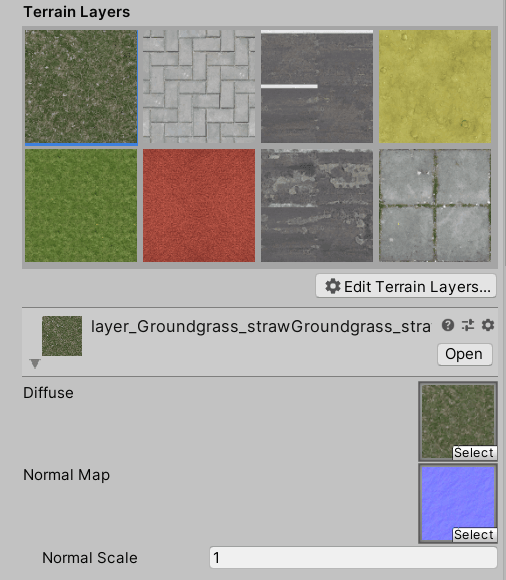 Terrain Layers
Edit Terrain Layers...
layer_Groundgrass_strawGroundgrass_stra
Open
Diffuse
Select
Normal Map
Select
Normal Scale
1